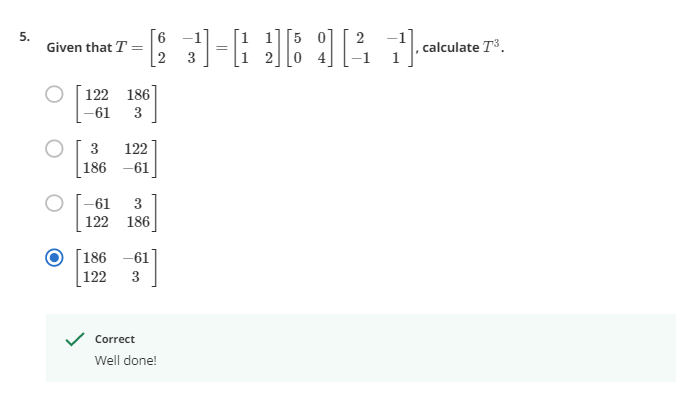 5. Given that T = [6 −1; 2 3] = [1 1; 1 2][5 0; 0 4][2 −1; −1 1], calculate T³.
[122 186; −61 3]
[3 122; 186 −61]
[−61 3; 122 186]
[186 −61; 122 3]
Correct
Well done!